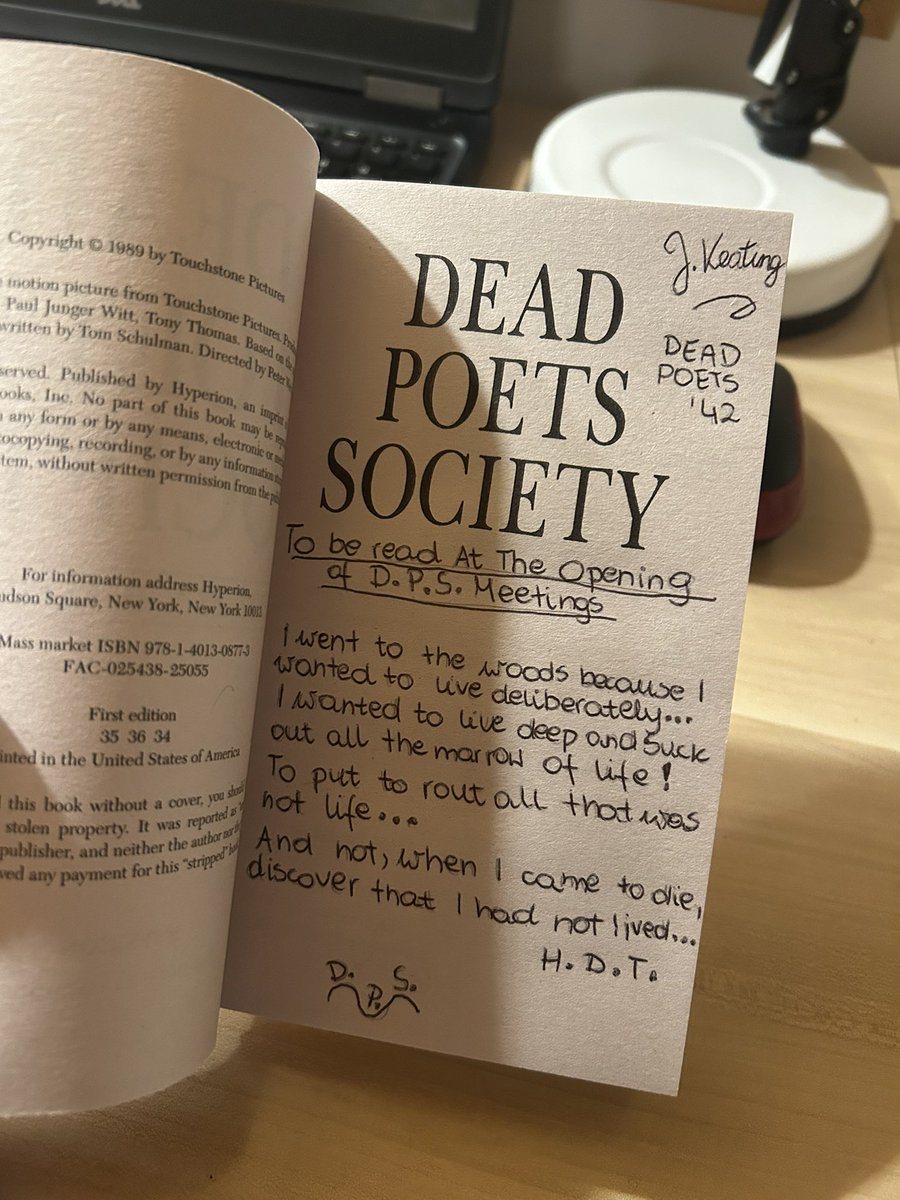 Copyright © 1989 by Touchstone Pictures
motion picture from Touchstone Pictures.
Paul Junger Witt, Tony Thomas. Based on the
written by Tom Schulman. Directed by Peter
served. Published by Hyperion, an imprint
ooks, Inc. No part of this book may be
any form or by any means, electronic or
ocopying, recording, or by any information
tem, without written permission from the
For information address Hyperion,
udson Square, New York, New York 10013
Mass market ISBN 978-1-4013-0877-3
FAC-025438-25055
First edition
35 36 34
inted in the United States of America
this book without a cover, you
stolen property. It was reported as
publisher, and neither the author nor
ved any payment for this "stripped"
J. Keating
DEAD
POETS
'42
DEAD
POETS
SOCIETY
To be read At The Opening
of D.P.S. Meetings
I went to the woods because I
wanted to live deliberately...
I wanted to live deep and suck
out all the marrow of life!
To put to rout all that was
not life...
And not, when I came to die,
discover that I had not lived...
H. D. T.
D. P. S.